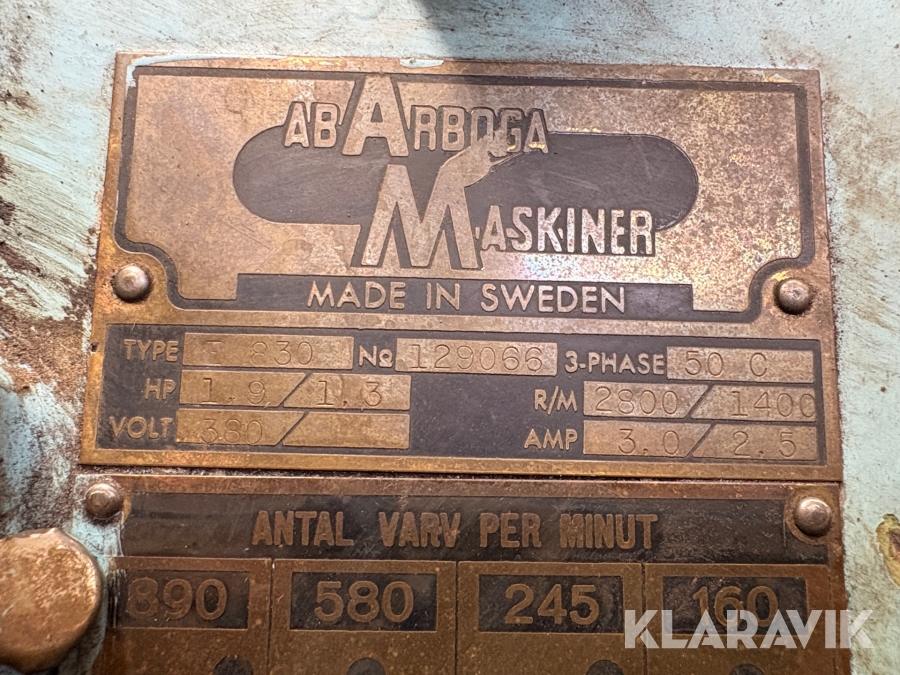 AB ARBOGA
MASKINER
MADE IN SWEDEN
TYPE 830 No 129066 3-PHASE 50 C
HP 1.9 / 1.3 R/M 2800 / 1400
VOLT 380 / AMP 3.0 / 2.5
ANTAL VARV PER MINUT
890 580 245 160
KLARAVIK